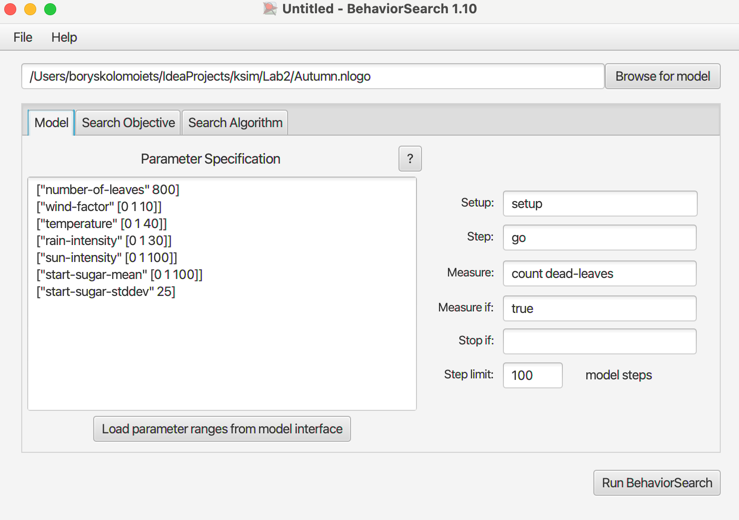 Untitled - BehaviorSearch 1.10
File Help
/Users/boryskolomoiets/IdeaProjects/ksim/Lab2/Autumn.nlogo
Browse for model
Model Search Objective Search Algorithm
Parameter Specification
?
["number-of-leaves" 800]
["wind-factor" [0 1 10]]
["temperature" [0 1 40]]
["rain-intensity" [0 1 30]]
["sun-intensity" [0 1 100]]
["start-sugar-mean" [0 1 100]]
["start-sugar-stddev" 25]
Load parameter ranges from model interface
Setup: setup
Step: go
Measure: count dead-leaves
Measure if: true
Stop if:
Step limit: 100 model steps
Run BehaviorSearch